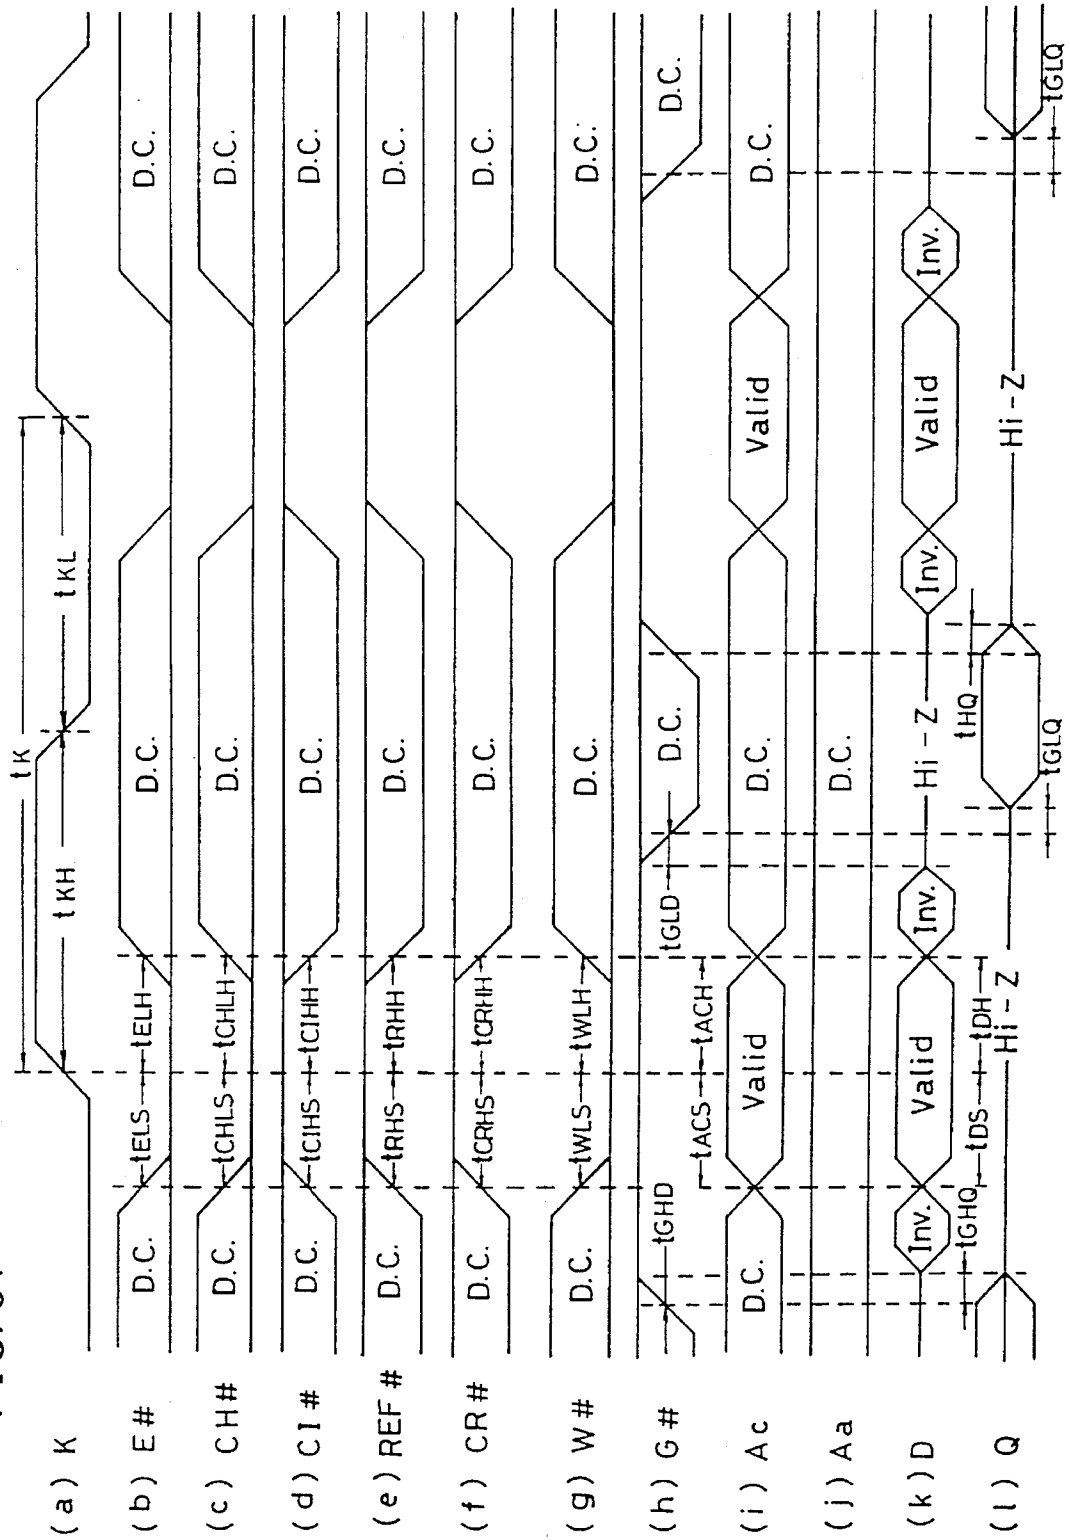 tK
(a) K tKH tKL
(b) E# D.C. tELS tELH D.C. D.C.
(c) CH# D.C. tCHLS tCHLH D.C. D.C.
(d) CI# D.C. tCIHS tCIHH D.C. D.C.
(e) REF# D.C. tRHS tRHH D.C. D.C.
(f) CR# D.C. tCRHS tCRHH D.C. D.C.
(g) W# D.C. tWLS tWLH D.C. D.C.
(h) G# tGHD tGLD D.C. D.C.
tACS tACH
(i) Ac D.C. Valid D.C. Valid D.C.
(j) Aa D.C.
(k) D Inv. Valid Inv. Hi-Z Inv. Valid Inv.
tGHQ tDS tDH tHQ
(l) Q Hi-Z Hi-Z
tGLQ tGLQ